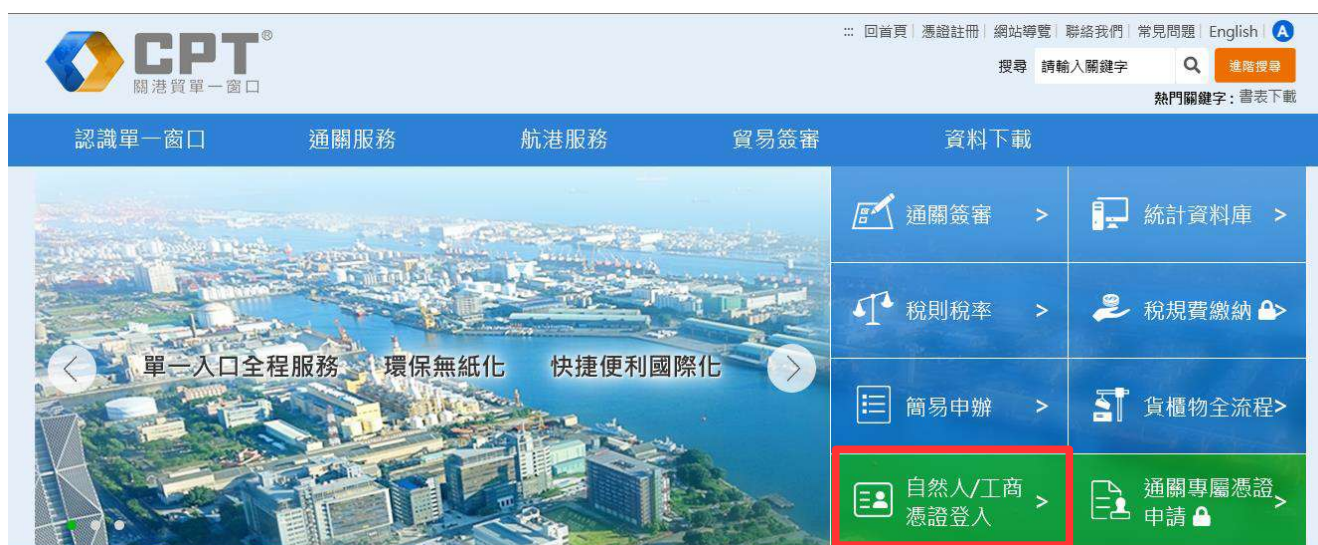 CPT®
關港貿單一窗口
::: 回首頁 | 憑證註冊 | 網站導覽 | 聯絡我們 | 常見問題 | English | A
搜尋 請輸入關鍵字 進階搜尋
熱門關鍵字：書表下載
認識單一窗口 通關服務 航港服務 貿易簽審 資料下載
單一入口全程服務 環保無紙化 快捷便利國際化
通關簽審 >
統計資料庫 >
稅則稅率 >
稅規費繳納 >
簡易申辦 >
貨櫃物全流程>
自然人/工商
憑證登入 >
通關專屬憑證
申請 >